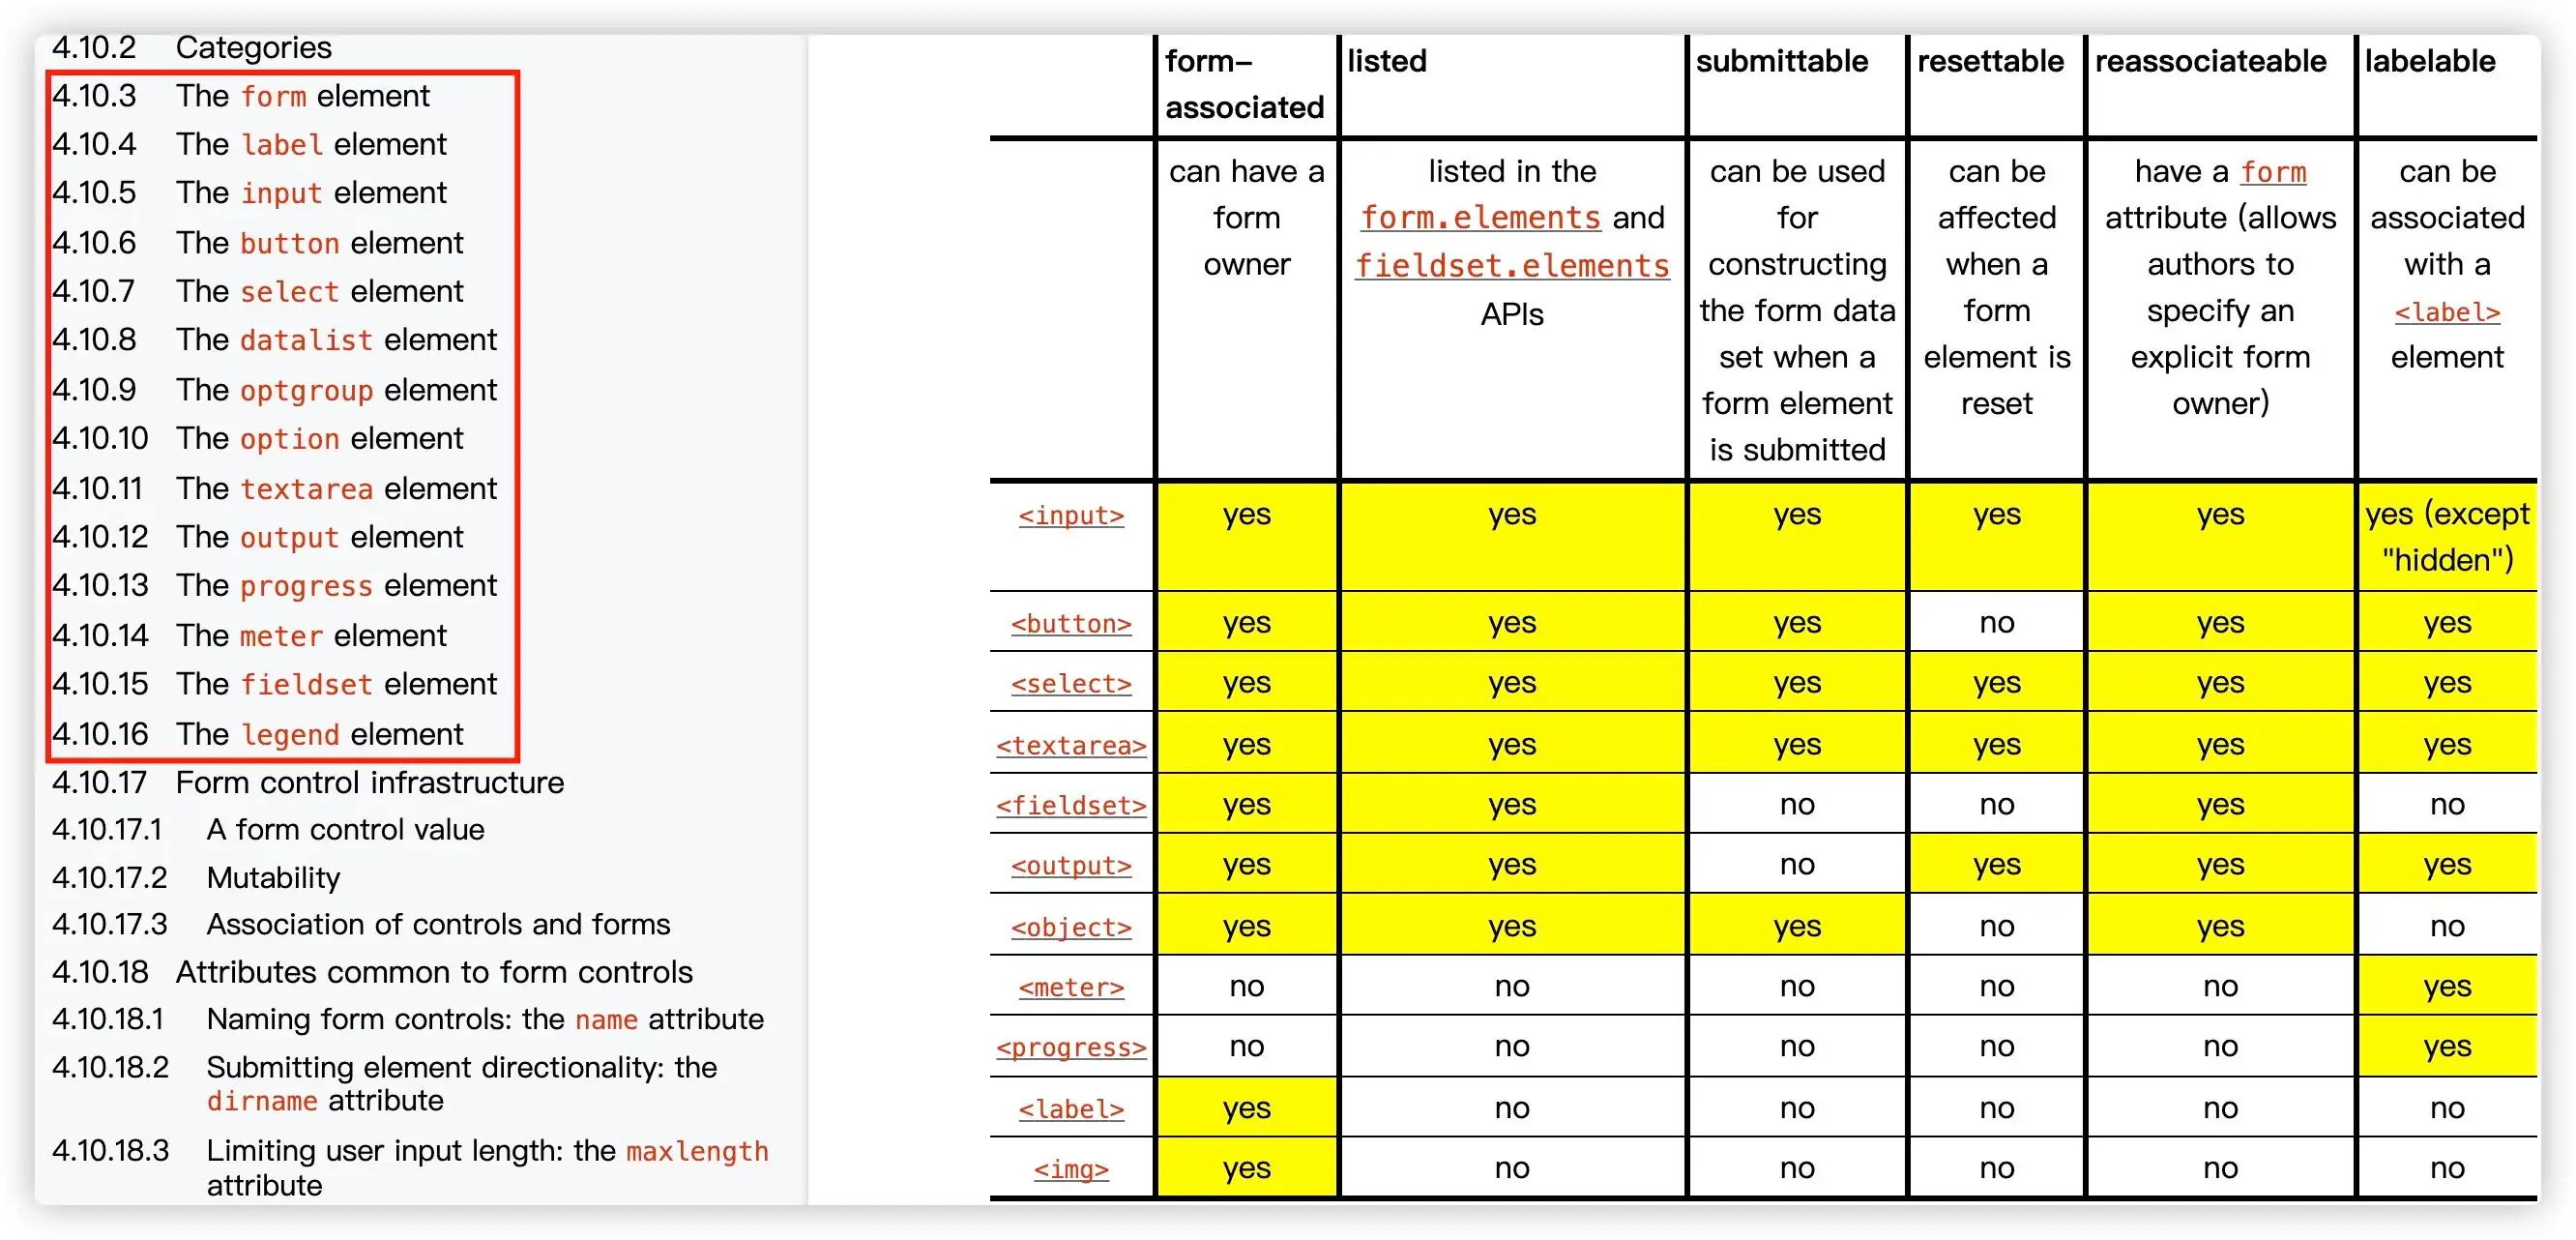 4.10.2 Categories
4.10.3 The form element
4.10.4 The label element
4.10.5 The input element
4.10.6 The button element
4.10.7 The select element
4.10.8 The datalist element
4.10.9 The optgroup element
4.10.10 The option element
4.10.11 The textarea element
4.10.12 The output element
4.10.13 The progress element
4.10.14 The meter element
4.10.15 The fieldset element
4.10.16 The legend element
4.10.17 Form control infrastructure
4.10.17.1 A form control value
4.10.17.2 Mutability
4.10.17.3 Association of controls and forms
4.10.18 Attributes common to form controls
4.10.18.1 Naming form controls: the name attribute
4.10.18.2 Submitting element directionality: the
dirname attribute
4.10.18.3 Limiting user input length: the maxlength
attribute
form-
associated
listed
submittable
resettable
reassociateable
labelable
can have a
form
owner
listed in the
form.elements and
fieldset.elements
APIs
can be used
for
constructing
the form data
set when a
form element
is submitted
can be
affected
when a
form
element is
reset
have a form
attribute (allows
authors to
specify an
explicit form
owner)
can be
associated
with a
<label>
element
<input> yes yes yes yes yes yes (except
"hidden")
<button> yes yes yes no yes yes
<select> yes yes yes yes yes yes
<textarea> yes yes yes yes yes yes
<fieldset> yes yes no no yes no
<output> yes yes no yes yes yes
<object> yes yes yes no yes no
<meter> no no no no no yes
<progress> no no no no no yes
<label> yes no no no no no
<img> yes no no no no no